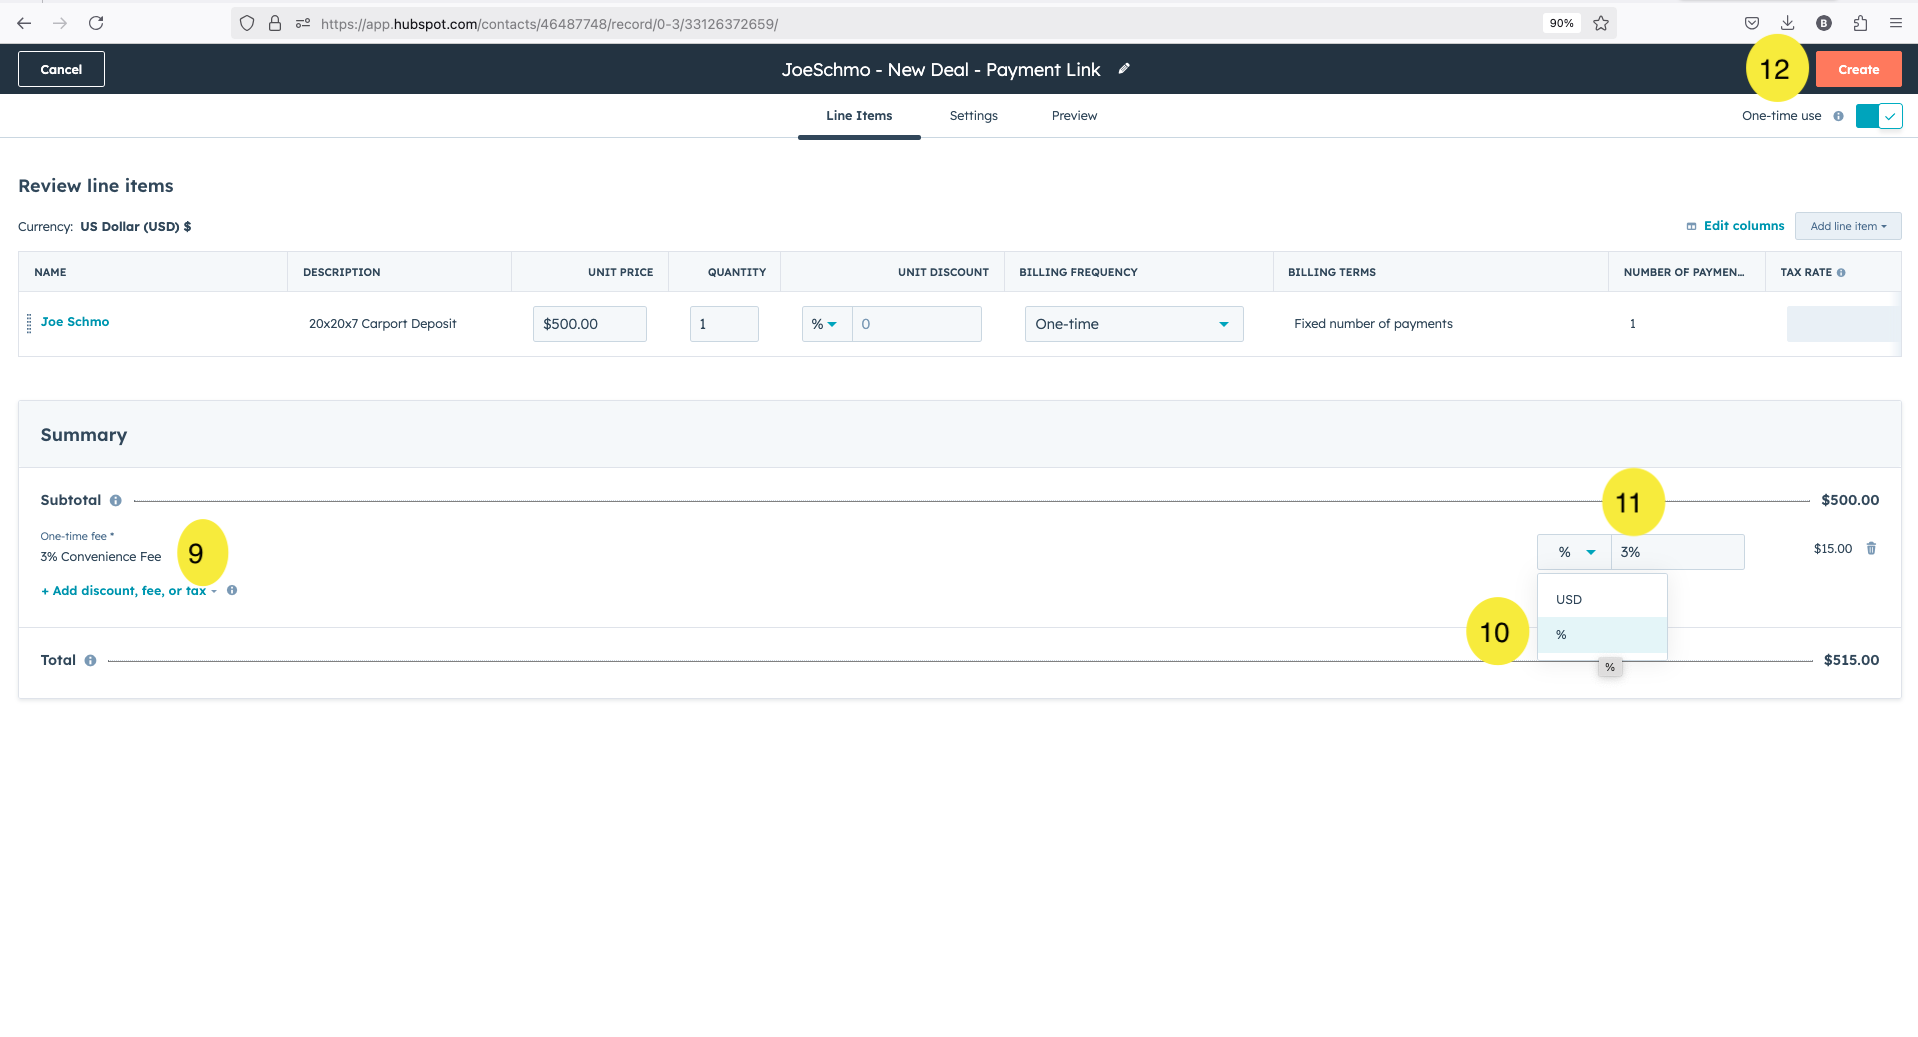 https://app.hubspot.com/contacts/46487748/record/0-3/33126372659/
90%
B
Cancel
JoeSchmo - New Deal - Payment Link
12
Create
Line Items
Settings
Preview
One-time use
Review line items
Currency: US Dollar (USD) $
Edit columns
Add line item
NAME DESCRIPTION UNIT PRICE QUANTITY UNIT DISCOUNT BILLING FREQUENCY BILLING TERMS NUMBER OF PAYMEN... TAX RATE
Joe Schmo 20x20x7 Carport Deposit $500.00 1 % 0 One-time Fixed number of payments 1
Summary
Subtotal $500.00
11
One-time fee *
3% Convenience Fee
9
% 3% $15.00
+ Add discount, fee, or tax
USD
10
%
Total $515.00
%